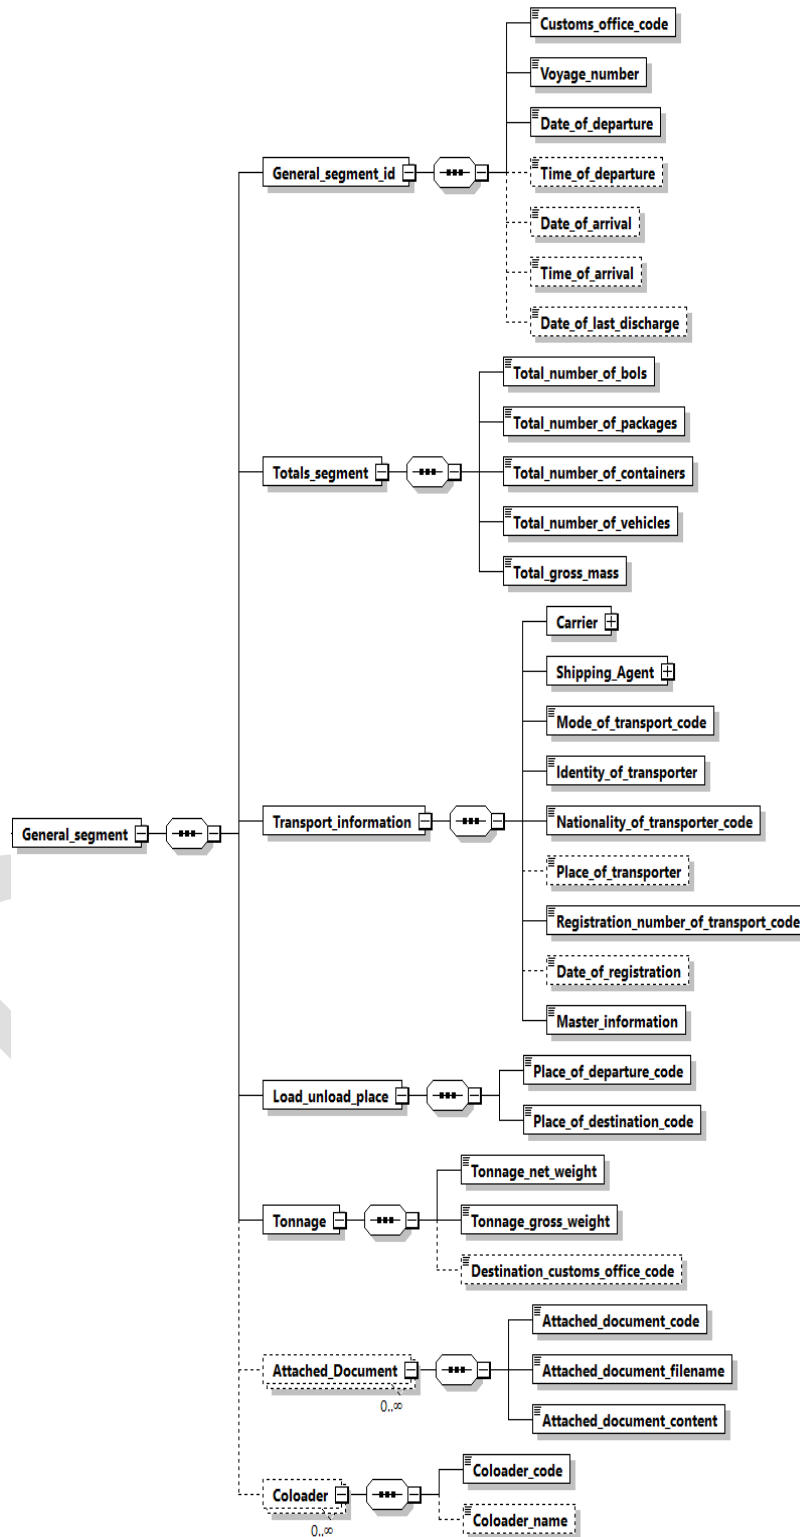 Customs_office_code
Voyage_number
Date_of_departure
General_segment_id
Time_of_departure
Date_of_arrival
Time_of_arrival
Date_of_last_discharge
Total_number_of_bols
Total_number_of_packages
Totals_segment
Total_number_of_containers
Total_number_of_vehicles
Total_gross_mass
Carrier
Shipping_Agent
Mode_of_transport_code
Identity_of_transporter
General_segment
Transport_information
Nationality_of_transporter_code
Place_of_transporter
Registration_number_of_transport_code
Date_of_registration
Master_information
Place_of_departure_code
Load_unload_place
Place_of_destination_code
Tonnage_net_weight
Tonnage
Tonnage_gross_weight
Destination_customs_office_code
Attached_document_code
Attached_Document
Attached_document_filename
0..∞
Attached_document_content
Coloader_code
Coloader
Coloader_name
0..∞